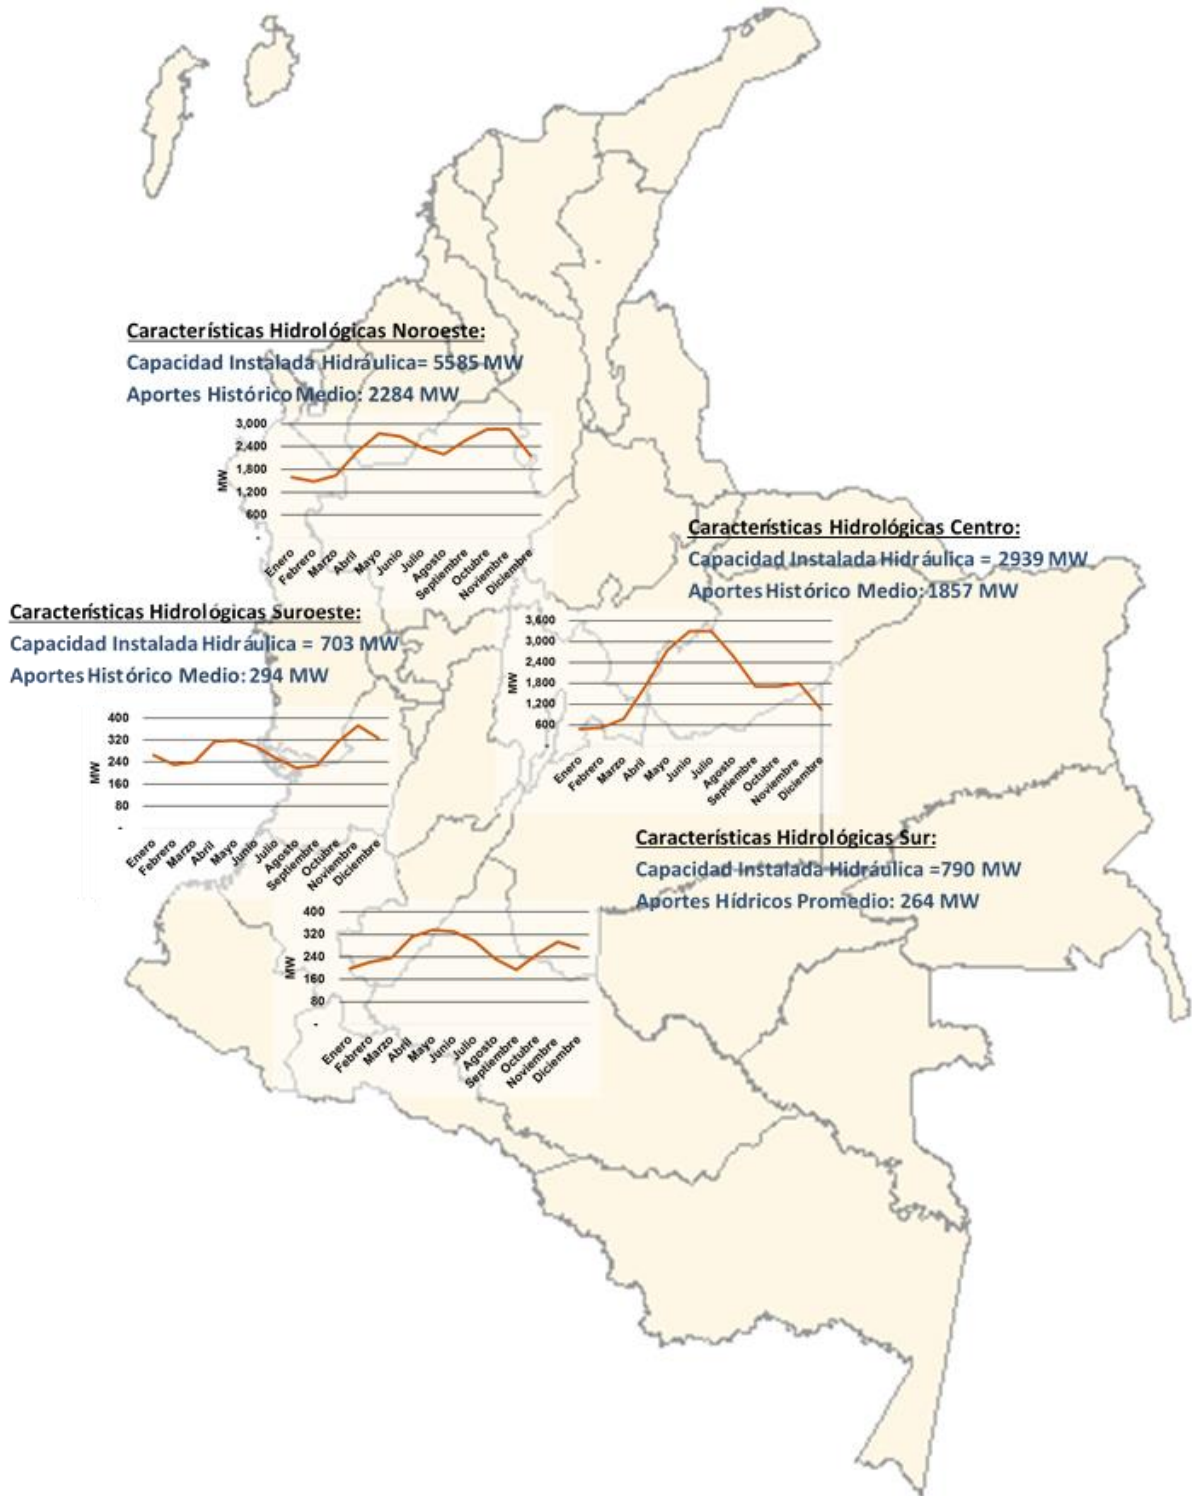 Características Hidrológicas Noroeste:
Capacidad Instalada Hidráulica= 5585 MW
Aportes Histórico Medio: 2284 MW
3,000
2,400
1,800
1,200
600
-
MW
Enero
Febrero
Marzo
Abril
Mayo
Junio
Julio
Agosto
Septiembre
Octubre
Noviembre
Diciembre
Características Hidrológicas Centro:
Capacidad Instalada Hidráulica = 2939 MW
Aportes Histórico Medio: 1857 MW
3,600
3,000
2,400
1,800
1,200
600
-
MW
Enero
Febrero
Marzo
Abril
Mayo
Junio
Julio
Agosto
Septiembre
Octubre
Noviembre
Diciembre
Características Hidrológicas Suroeste:
Capacidad Instalada Hidráulica = 703 MW
Aportes Histórico Medio: 294 MW
400
320
240
160
80
-
MW
Enero
Febrero
Marzo
Abril
Mayo
Junio
Julio
Agosto
Septiembre
Octubre
Noviembre
Diciembre
Características Hidrológicas Sur:
Capacidad Instalada Hidráulica =790 MW
Aportes Hídricos Promedio: 264 MW
400
320
240
160
80
-
MW
Enero
Febrero
Marzo
Abril
Mayo
Junio
Julio
Agosto
Septiembre
Octubre
Noviembre
Diciembre